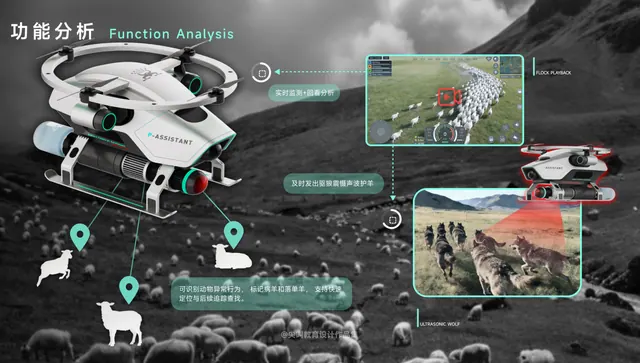 功能分析 Function Analysis
FLOCK PLAYBACK
实时监测+回看分析
P-ASSISTANT
ASSISTANT
及时发出驱狼震慑声波护羊
可识别动物异常行为，标记病羊和落单羊，支持快速
定位与后续追踪查找。
ULTRASONIC WOLF